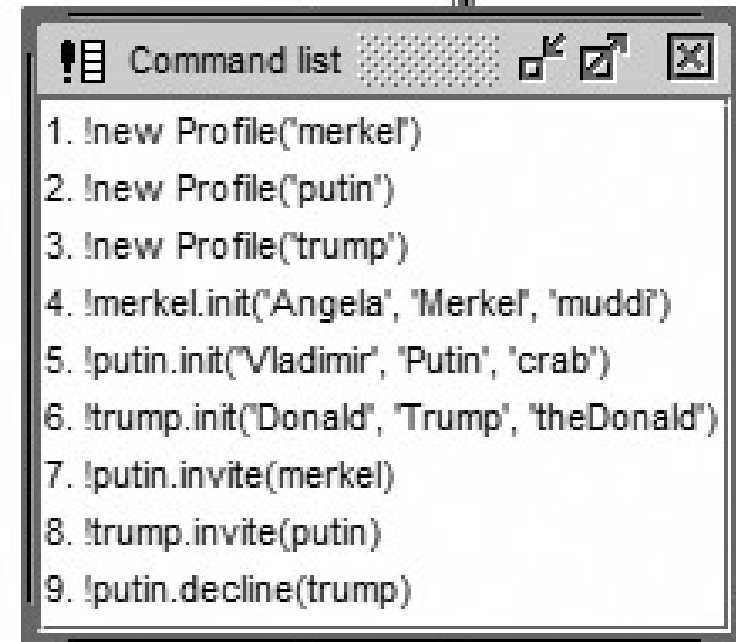 Command list
1. !new Profile('merkel')
2. !new Profile('putin')
3. !new Profile('trump')
4. !merkel.init('Angela', 'Merkel', 'muddi')
5. !putin.init('Vladimir', 'Putin', 'crab')
6. !trump.init('Donald', 'Trump', 'theDonald')
7. !putin.invite(merkel)
8. !trump.invite(putin)
9. !putin.decline(trump)